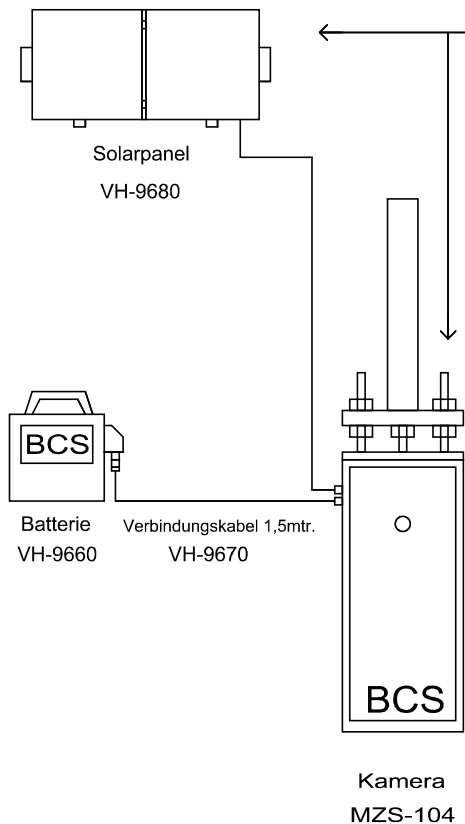 Solarpanel
VH-9680
BCS
Batterie
VH-9660
Verbindungskabel 1,5mtr.
VH-9670
BCS
Kamera
MZS-104